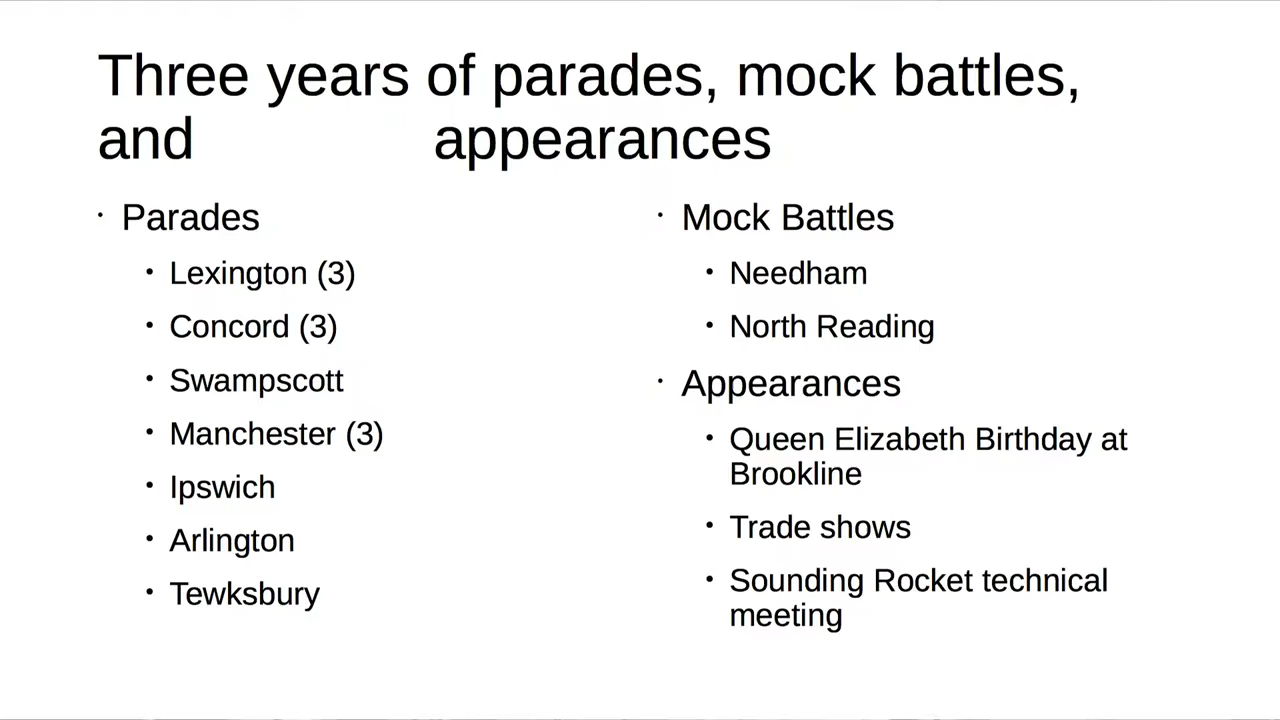 Three years of parades, mock battles,
and appearances
· Parades
• Lexington (3)
• Concord (3)
• Swampscott
• Manchester (3)
• Ipswich
• Arlington
• Tewksbury
· Mock Battles
• Needham
• North Reading
· Appearances
• Queen Elizabeth Birthday at
Brookline
• Trade shows
• Sounding Rocket technical
meeting